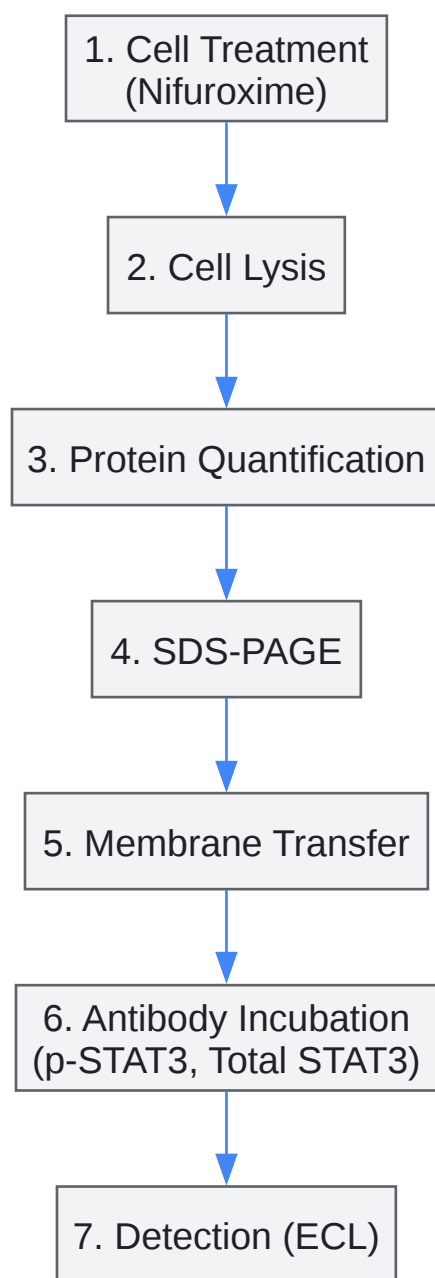 1. Cell Treatment
(Nifuroxime)
2. Cell Lysis
3. Protein Quantification
4. SDS-PAGE
5. Membrane Transfer
6. Antibody Incubation
(p-STAT3, Total STAT3)
7. Detection (ECL)